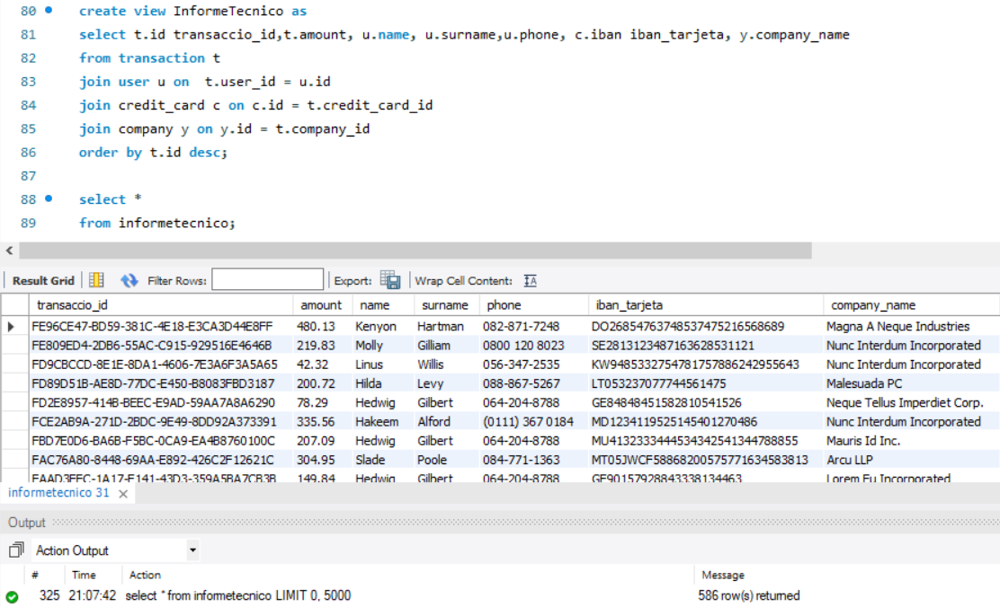 80 create view InformeTecnico as
81 select t.id transaccio_id,t.amount, u.name, u.surname,u.phone, c.iban iban_tarjeta, y.company_name
82 from transaction t
83 join user u on  t.user_id = u.id
84 join credit_card c on c.id = t.credit_card_id
85 join company y on y.id = t.company_id
86 order by t.id desc;
87
88 select *
89 from informetecnico;
Result Grid Filter Rows: Export: Wrap Cell Content:
transaccio_id amount name surname phone iban_tarjeta company_name
FE96CE47-BD59-381C-4E18-E3CA3D44E8FF 480.13 Kenyon Hartman 082-871-7248 DO26854763748537475216568689 Magna A Neque Industries
FE809ED4-2DB6-55AC-C915-929516E4646B 219.83 Molly Gilliam 0800 120 8023 SE2813123487163628531121 Nunc Interdum Incorporated
FD9CBCCD-8E1E-8DA1-4606-7E3A6F3A5A65 42.32 Linus Willis 056-347-2535 KW9485332754781757886242955643 Nunc Interdum Incorporated
FD89D51B-AE8D-77DC-E450-B8083FBD3187 200.72 Hilda Levy 088-867-5267 LT053237077744561475 Malesuada PC
FD2E8957-414B-BEEC-E9AD-59AA7A8A6290 78.29 Hedwig Gilbert 064-204-8788 GE84848451582810541526 Neque Tellus Imperdiet Corp.
FCE2AB9A-271D-2BDC-9E49-8DD92A373391 335.56 Hakeem Alford (0111) 367 0184 MD1234119525145401270486 Nunc Interdum Incorporated
FBD7E0D6-BA6B-F5BC-0CA9-EA4B8760100C 207.09 Hedwig Gilbert 064-204-8788 MU4132333444534342541344788855 Mauris Id Inc.
FAC76A80-8448-69AA-E892-426C2F12621C 304.95 Slade Poole 084-771-1363 MT05JWCF58868200575771634583813 Arcu LLP
FAAD3EEC-1A17-F141-43D3-359A5BA7CB3B 149.84 Hedwig Gilbert 064-204-8788 GE90157928843338134463 Lorem Eu Incorporated
informetecnico 31
Output
Action Output
# Time Action Message
325 21:07:42 select * from informetecnico LIMIT 0, 5000 586 row(s) returned